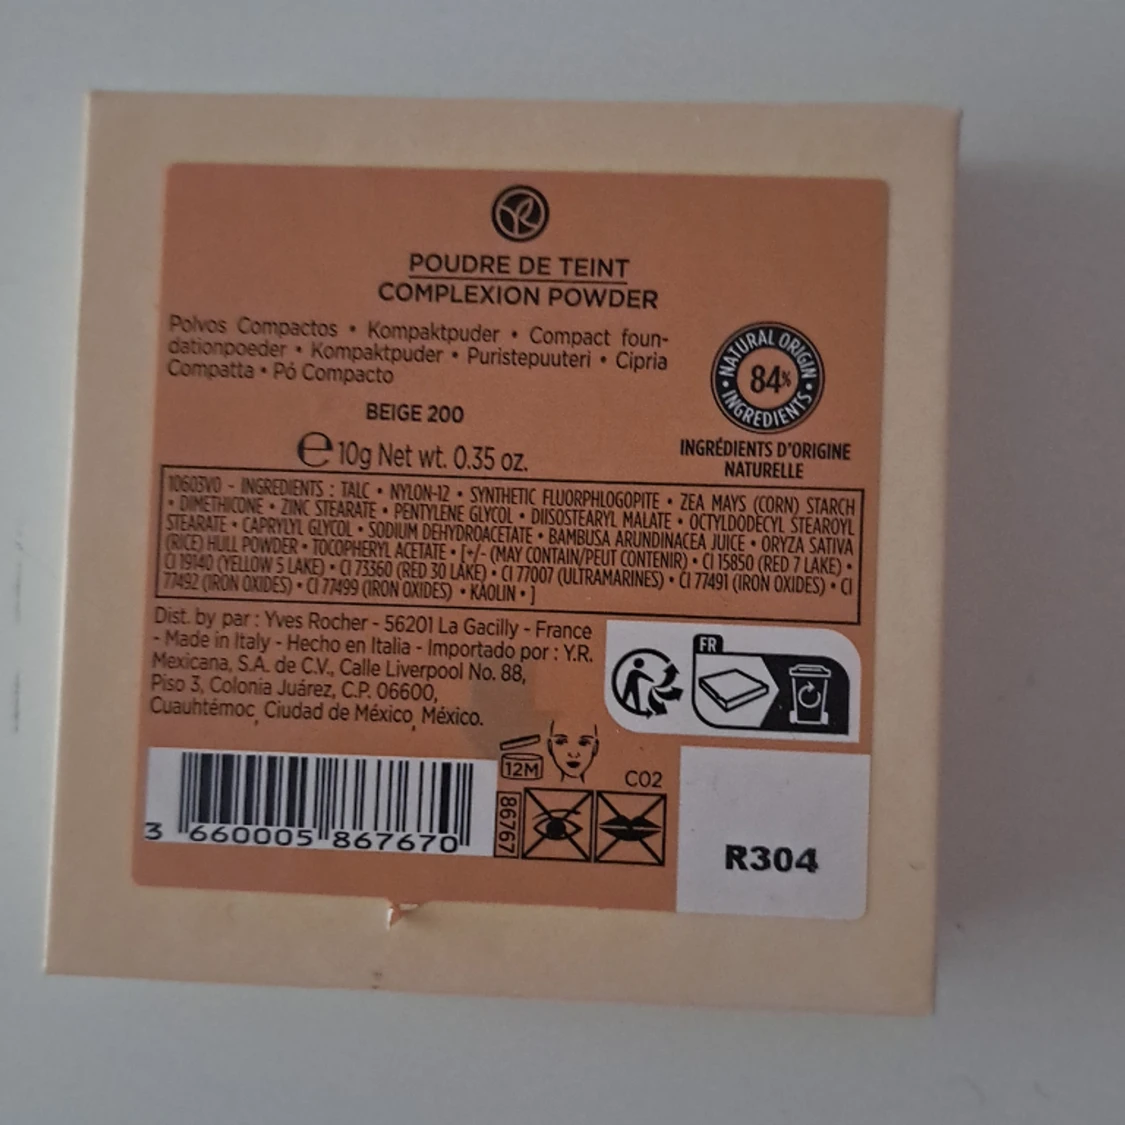 POUDRE DE TEINT
COMPLEXION POWDER
Polvos Compactos • Kompaktpuder • Compact foun-
dationpoeder • Kompaktpuder • Puristepuuteri • Cipria
Compatta • Pó Compacto
NATURAL ORIGIN
84%
• INGREDIENTS •
INGRÉDIENTS D'ORIGINE
NATURELLE
BEIGE 200
e 10g Net wt. 0.35 oz.
10603V0 - INGREDIENTS : TALC • NYLON-12 • SYNTHETIC FLUORPHLOGOPITE • ZEA MAYS (CORN) STARCH
• DIMETHICONE • ZINC STEARATE • PENTYLENE GLYCOL • DIISOSTEARYL MALATE • OCTYLDODECYL STEAROYL
STEARATE • CAPRYLYL GLYCOL • SODIUM DEHYDROACETATE • BAMBUSA ARUNDINACEA JUICE • ORYZA SATIVA
(RICE) HULL POWDER • TOCOPHERYL ACETATE • [+/- (MAY CONTAIN/PEUT CONTENIR) • CI 15850 (RED 7 LAKE) •
CI 19140 (YELLOW 5 LAKE) • CI 73360 (RED 30 LAKE) • CI 77007 (ULTRAMARINES) • CI 77491 (IRON OXIDES) • CI
77492 (IRON OXIDES) • CI 77499 (IRON OXIDES) • KAOLIN • ]
Dist. by par : Yves Rocher - 56201 La Gacilly - France
- Made in Italy - Hecho en Italia - Importado por : Y.R.
Mexicana, S.A. de C.V., Calle Liverpool No. 88,
Piso 3, Colonia Juárez, C.P. 06600,
Cuauhtémoc, Ciudad de México, México.
FR
12M
C02
86767
3 660005 867670
R304